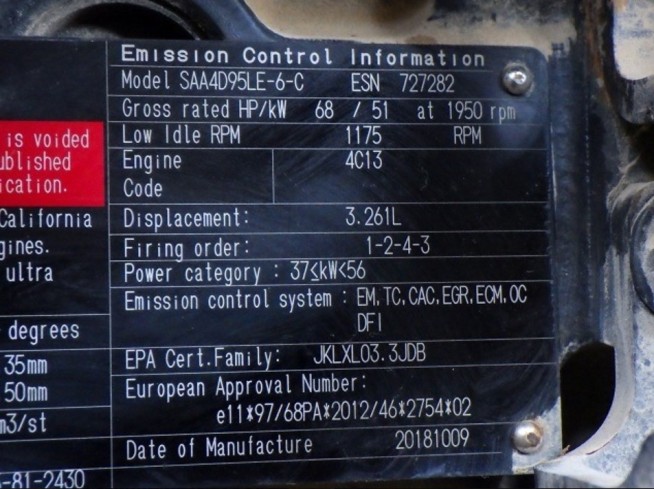 Emission Control Information
Model SAA4D95LE-6-C ESN 727282
Gross rated HP/kW 68 / 51 at 1950 rpm
is voided
Low Idle RPM 1175 RPM
ublished
Engine 4C13
ication.
Code
California
Displacement: 3.261L
gines.
Firing order: 1-2-4-3
ultra
Power category : 37≤kW<56
Emission control system : EM,TC,CAC,EGR,ECM,OC
DFI
degrees
EPA Cert.Family: JKLXL03.3JDB
35mm
European Approval Number:
50mm
e11*97/68PA*2012/46*2754*02
m3/st
Date of Manufacture 20181009
-81-2430